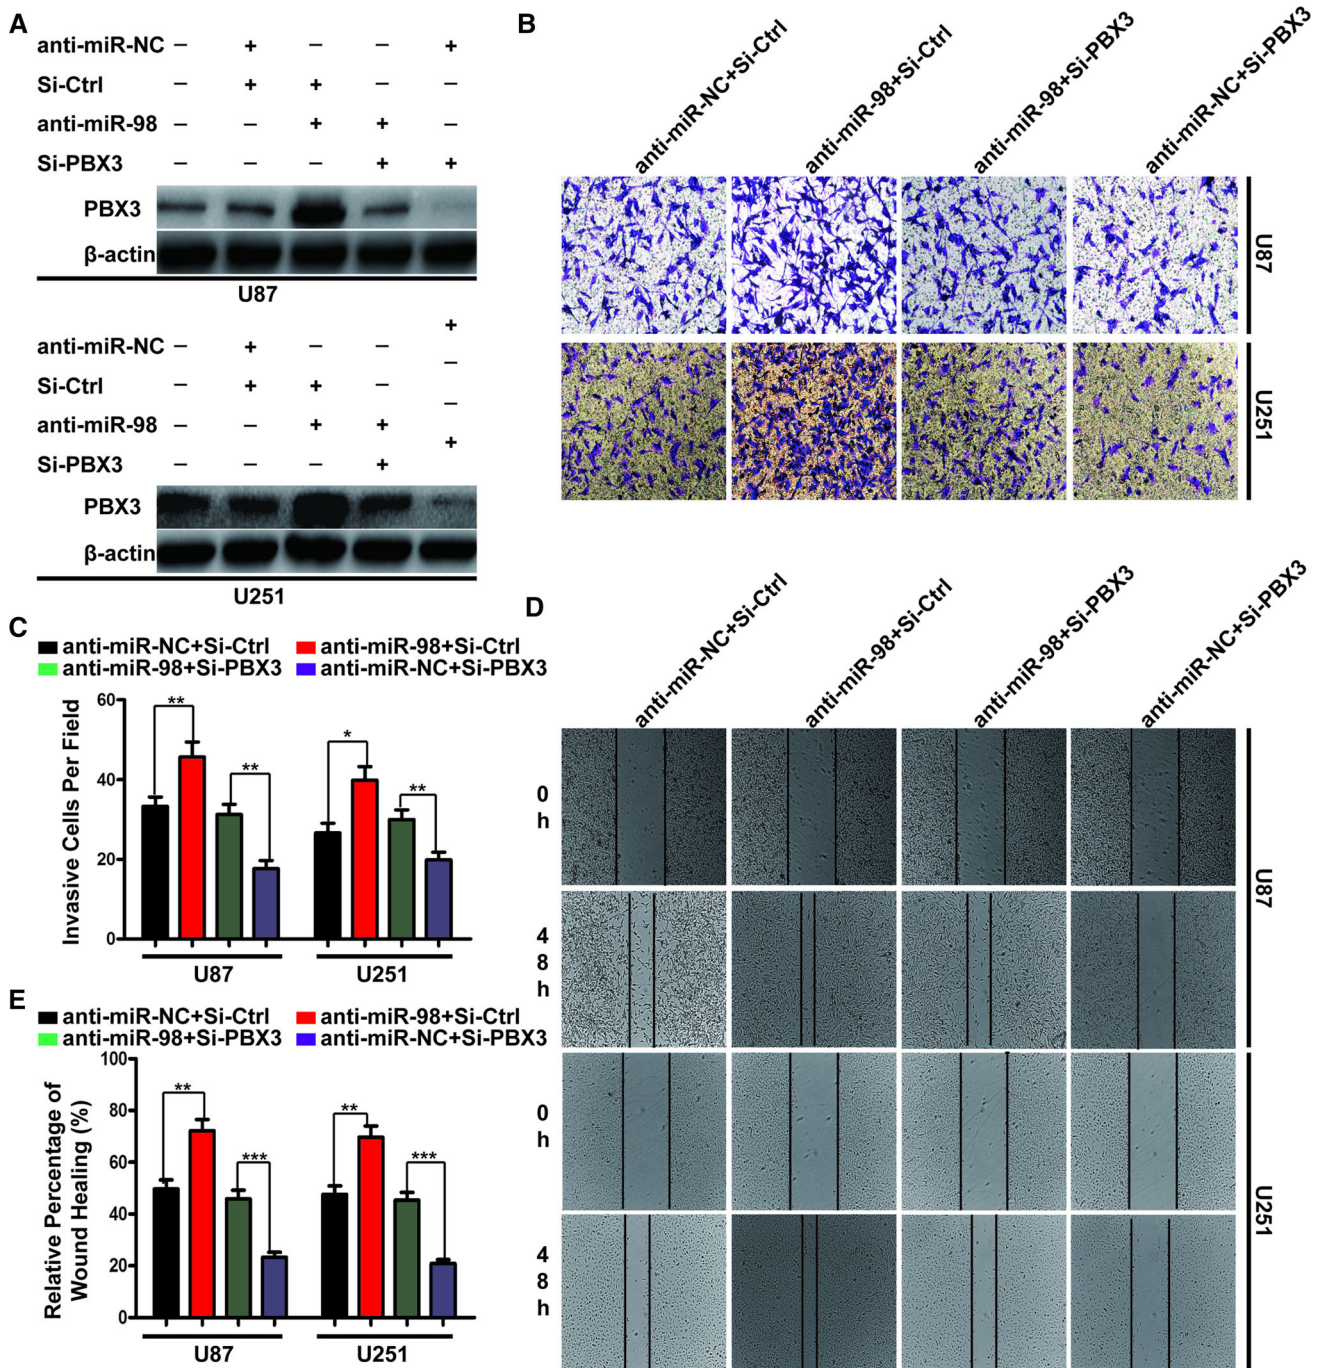 A
anti-miR-NC – + – – +
Si-Ctrl – + + – –
anti-miR-98 – – + + –
Si-PBX3 – – – + +
PBX3
β-actin
U87
anti-miR-NC – + – – +
Si-Ctrl – + + – –
anti-miR-98 – – + + –
Si-PBX3 – – – + +
PBX3
β-actin
U251
B
anti-miR-NC+Si-Ctrl
anti-miR-98+Si-Ctrl
anti-miR-98+Si-PBX3
anti-miR-NC+Si-PBX3
U87
U251
C
anti-miR-NC+Si-Ctrl anti-miR-98+Si-Ctrl
anti-miR-98+Si-PBX3 anti-miR-NC+Si-PBX3
Invasive Cells Per Field
60
40
20
0
** ** * **
U87 U251
D
anti-miR-NC+Si-Ctrl
anti-miR-98+Si-Ctrl
anti-miR-98+Si-PBX3
anti-miR-NC+Si-PBX3
0 h
48 h
U87
0 h
48 h
U251
E
anti-miR-NC+Si-Ctrl anti-miR-98+Si-Ctrl
anti-miR-98+Si-PBX3 anti-miR-NC+Si-PBX3
Relative Percentage of
Wound Healing (%)
100
80
60
40
20
0
** *** ** ***
U87 U251